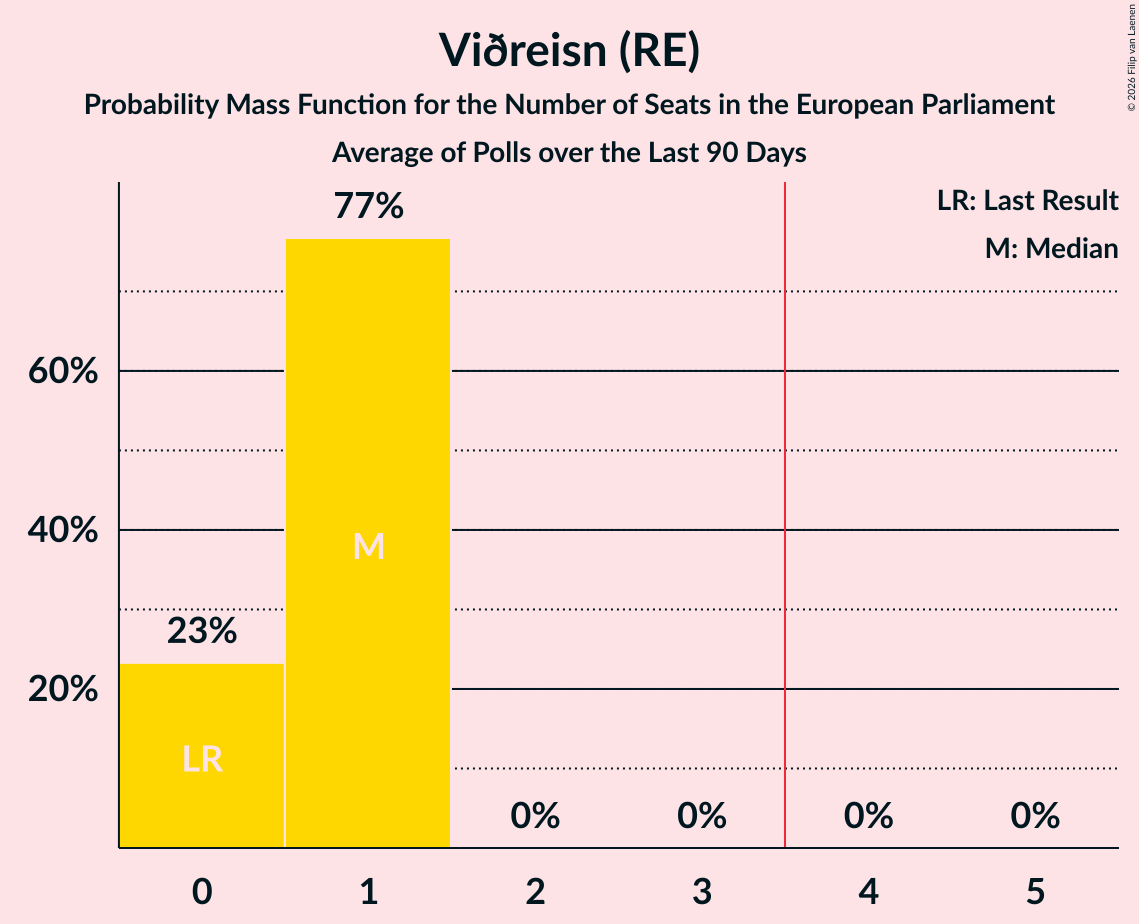 Viðreisn (RE)
Probability Mass Function for the Number of Seats in the European Parliament
Average of Polls over the Last 90 Days
© 2026 Filip van Laenen
LR: Last Result
M: Median
77%
60%
40%
20%
23%
M
LR
0%
0%
0%
0%
0
1
2
3
4
5